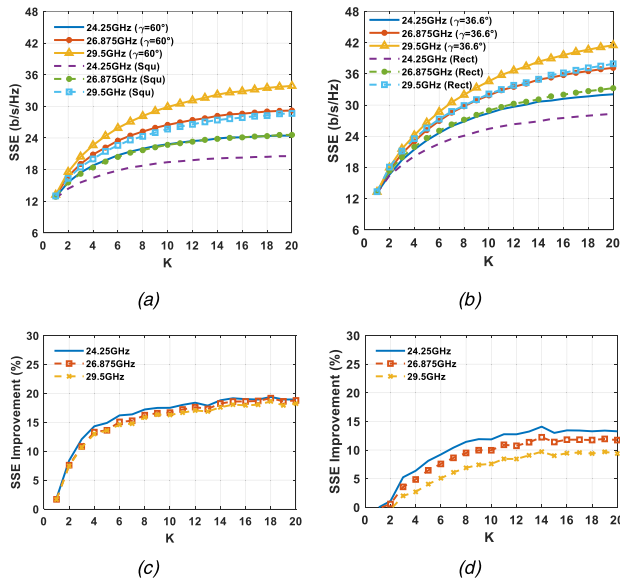 48
42
36
30
24
18
12
6
SSE (b/s/Hz)
24.25GHz (γ=60°)
26.875GHz (γ=60°)
29.5GHz (γ=60°)
24.25GHz (Squ)
26.875GHz (Squ)
29.5GHz (Squ)
0 2 4 6 8 10 12 14 16 18 20
K
(a)
48
42
36
30
24
18
12
6
SSE (b/s/Hz)
24.25GHz (γ=36.6°)
26.875GHz (γ=36.6°)
29.5GHz (γ=36.6°)
24.25GHz (Rect)
26.875GHz (Rect)
29.5GHz (Rect)
0 2 4 6 8 10 12 14 16 18 20
K
(b)
30
25
20
15
10
5
0
SSE Improvement (%)
24.25GHz
26.875GHz
29.5GHz
0 2 4 6 8 10 12 14 16 18 20
K
(c)
30
25
20
15
10
5
0
SSE Improvement (%)
24.25GHz
26.875GHz
29.5GHz
0 2 4 6 8 10 12 14 16 18 20
K
(d)